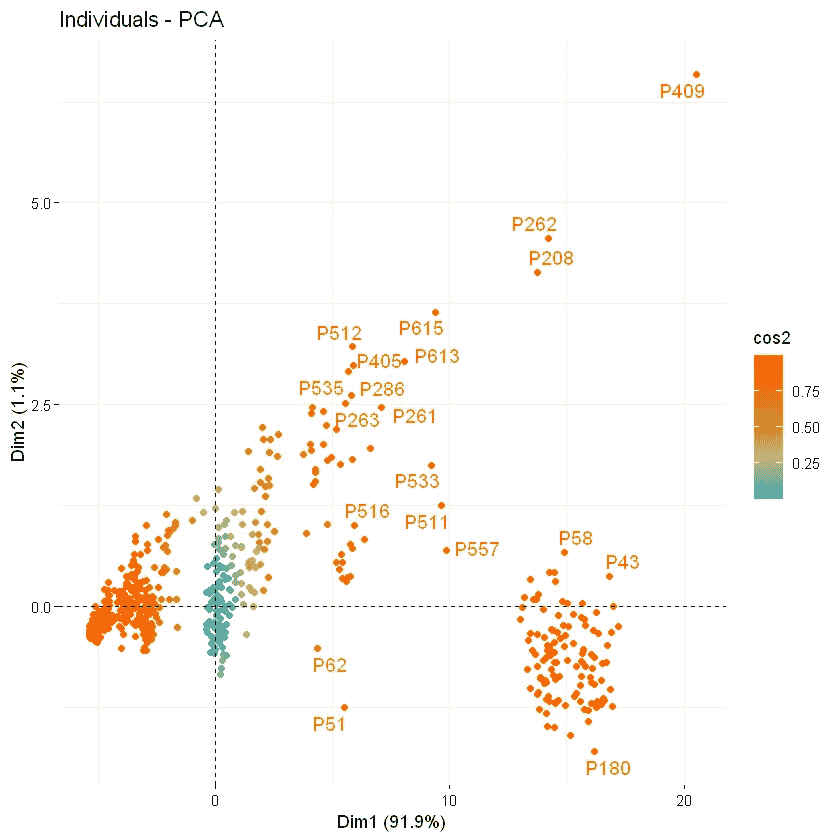 Individuals - PCA
P409
P262
5.0
P208
P615
P512
P405
P613
cos2
P535
P286
0.75
2.5
P263
P261
0.50
Dim2 (1.1%)
0.25
P533
P516
P511
P58
P557
P43
0.0
P62
P51
P180
0
10
20
Dim1 (91.9%)